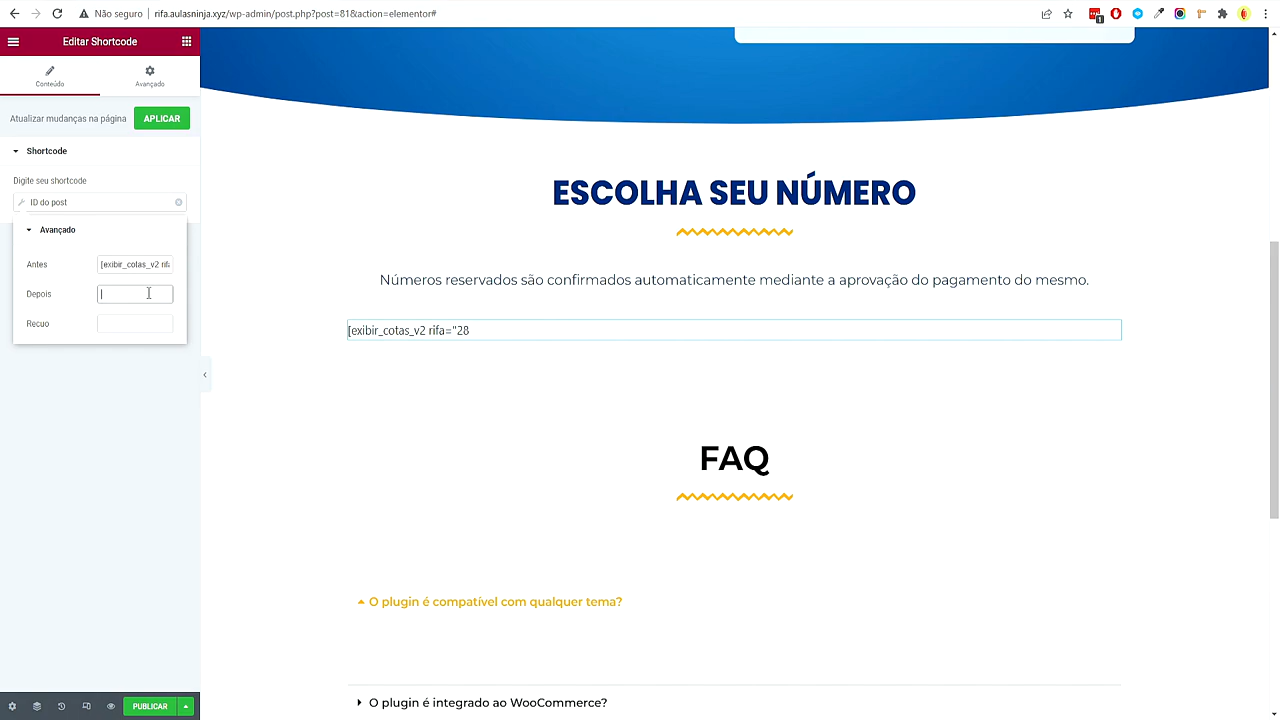 Não seguro
rifa.aulasninja.xyz/wp-admin/post.php?post=81&action=elementor#
1
Editar Shortcode
Conteúdo
Avançado
Atualizar mudanças na página
APLICAR
Shortcode
Digite seu shortcode
ID do post
Avançado
Antes
[exibir_cotas_v2 rifa
Depois
Recuo
PUBLICAR
ESCOLHA SEU NÚMERO
Números reservados são confirmados automaticamente mediante a aprovação do pagamento do mesmo.
[exibir_cotas_v2 rifa="28
FAQ
O plugin é compatível com qualquer tema?
O plugin é integrado ao WooCommerce?